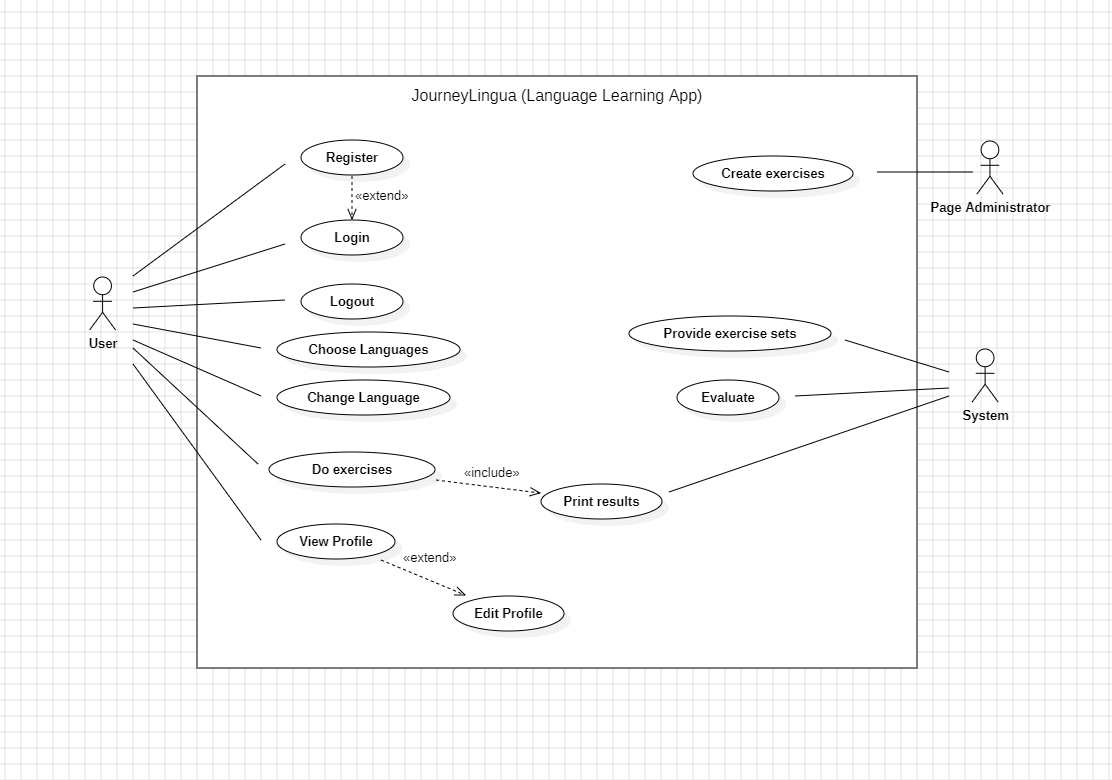 JourneyLingua (Language Learning App)
Register
«extend»
Login
Logout
Choose Languages
Change Language
Do exercises
«include»
Print results
View Profile
«extend»
Edit Profile
User
Create exercises
Page Administrator
Provide exercise sets
Evaluate
System